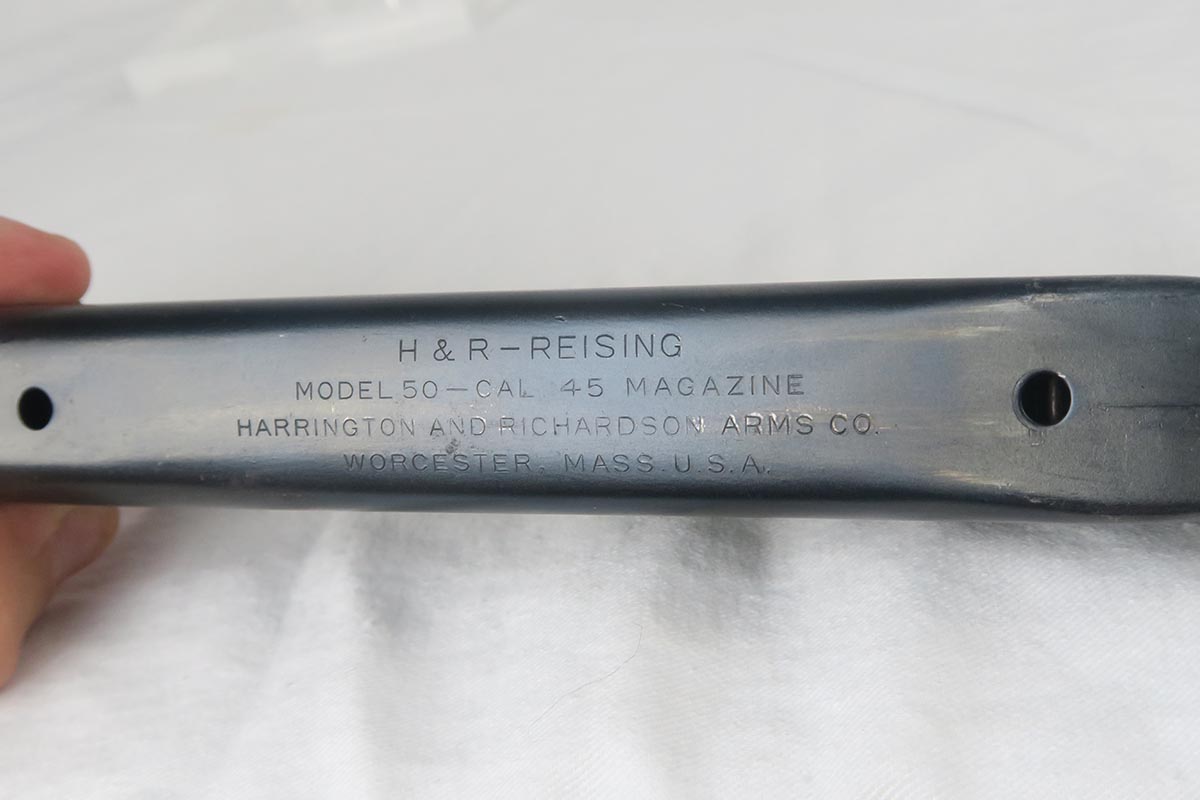 H & R-REISING
MODEL 50-CAL 45 MAGAZINE
HARRINGTON AND RICHARDSON ARMS CO.
WORCESTER, MASS. U.S.A.